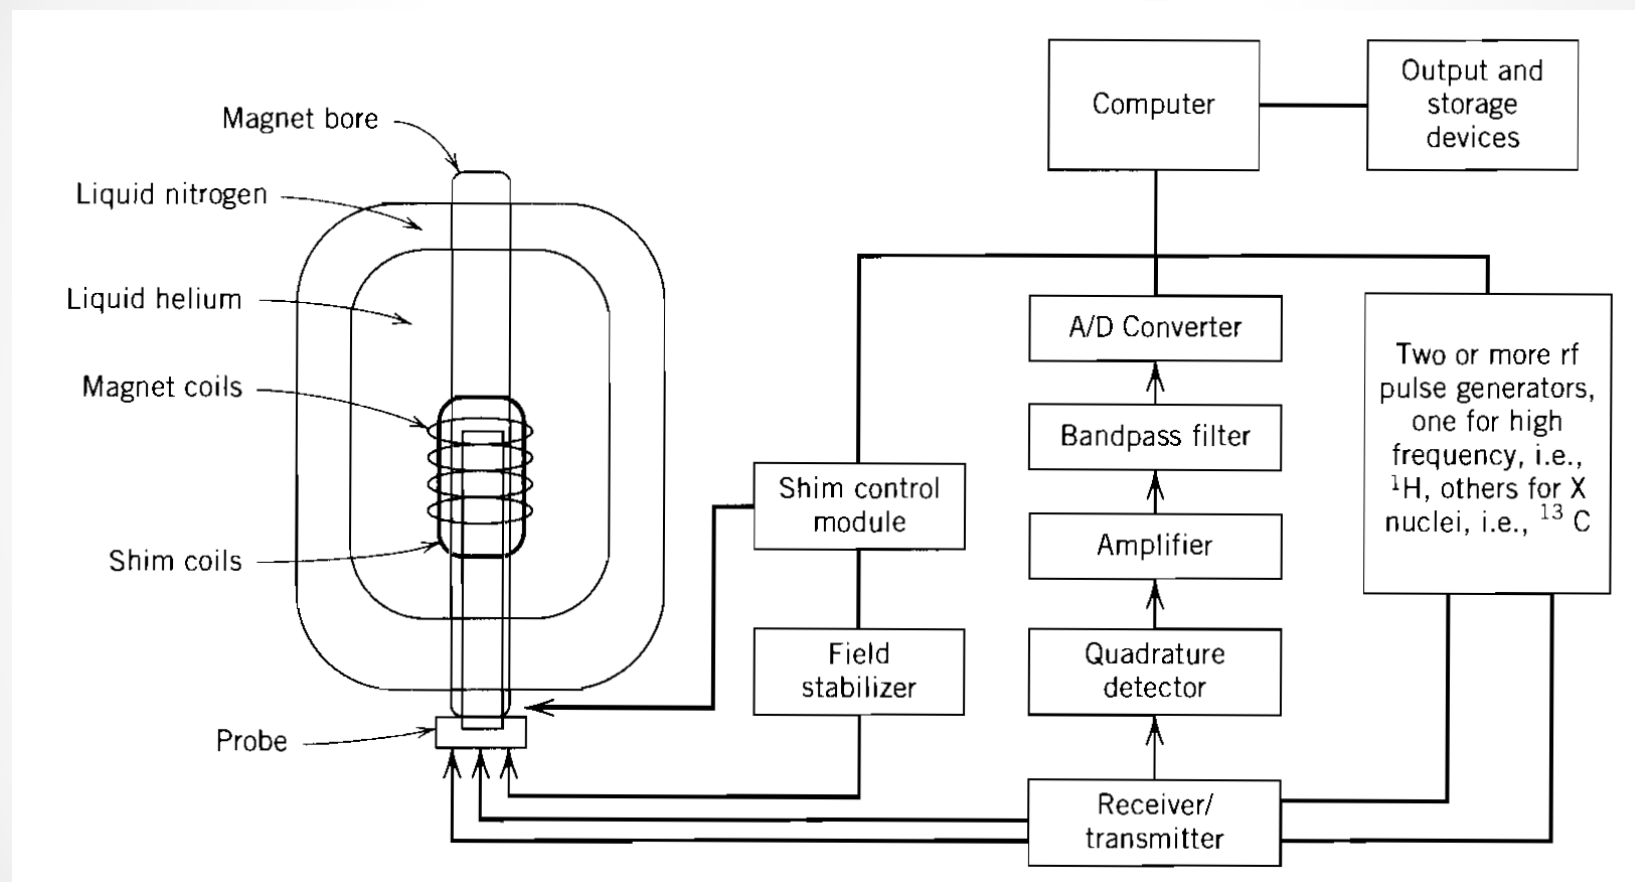 Magnet bore
Liquid nitrogen
Liquid helium
Magnet coils
Shim coils
Probe
Computer
Output and
storage
devices
A/D Converter
Bandpass filter
Amplifier
Quadrature
detector
Receiver/
transmitter
Shim control
module
Field
stabilizer
Two or more rf
pulse generators,
one for high
frequency, i.e.,
¹H, others for X
nuclei, i.e., ¹³ C